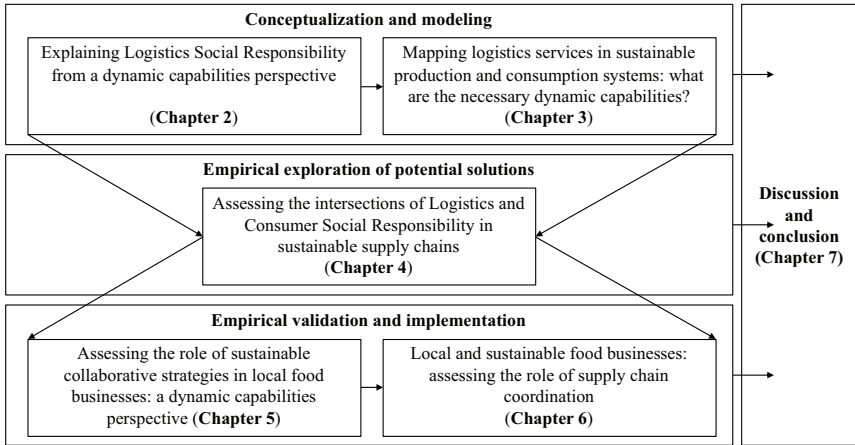 Conceptualization and modeling
Explaining Logistics Social Responsibility
from a dynamic capabilities perspective
(Chapter 2)
Mapping logistics services in sustainable
production and consumption systems: what
are the necessary dynamic capabilities?
(Chapter 3)
Empirical exploration of potential solutions
Assessing the intersections of Logistics and
Consumer Social Responsibility in
sustainable supply chains
(Chapter 4)
Empirical validation and implementation
Assessing the role of sustainable
collaborative strategies in local food
businesses: a dynamic capabilities
perspective (Chapter 5)
Local and sustainable food businesses:
assessing the role of supply chain
coordination
(Chapter 6)
Discussion
and
conclusion
(Chapter 7)